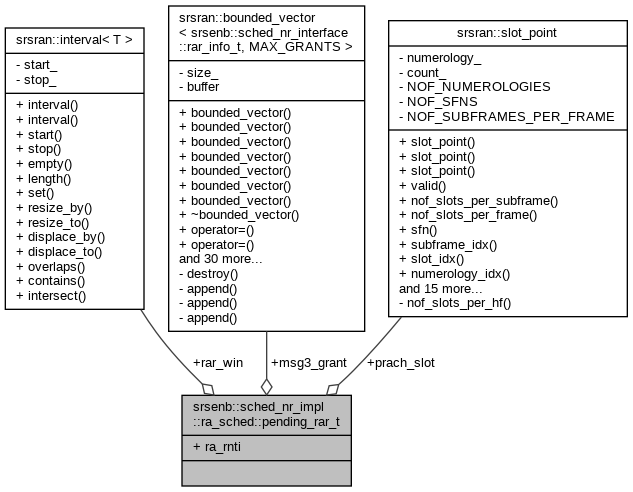 srsran::interval< T >
- start_
- stop_
+ interval()
+ interval()
+ start()
+ stop()
+ empty()
+ length()
+ set()
+ resize_by()
+ resize_to()
+ displace_by()
+ displace_to()
+ overlaps()
+ contains()
+ intersect()
srsran::bounded_vector
< srsenb::sched_nr_interface
::rar_info_t, MAX_GRANTS >
- size_
- buffer
+ bounded_vector()
+ bounded_vector()
+ bounded_vector()
+ bounded_vector()
+ bounded_vector()
+ bounded_vector()
+ bounded_vector()
+ ~bounded_vector()
+ operator=()
+ operator=()
and 30 more...
- destroy()
- append()
- append()
- append()
srsran::slot_point
- numerology_
- count_
- NOF_NUMEROLOGIES
- NOF_SFNS
- NOF_SUBFRAMES_PER_FRAME
+ slot_point()
+ slot_point()
+ slot_point()
+ valid()
+ nof_slots_per_subframe()
+ nof_slots_per_frame()
+ sfn()
+ subframe_idx()
+ slot_idx()
+ numerology_idx()
and 15 more...
- nof_slots_per_hf()
+rar_win
+msg3_grant
+prach_slot
srsenb::sched_nr_impl
::ra_sched::pending_rar_t
+ ra_rnti